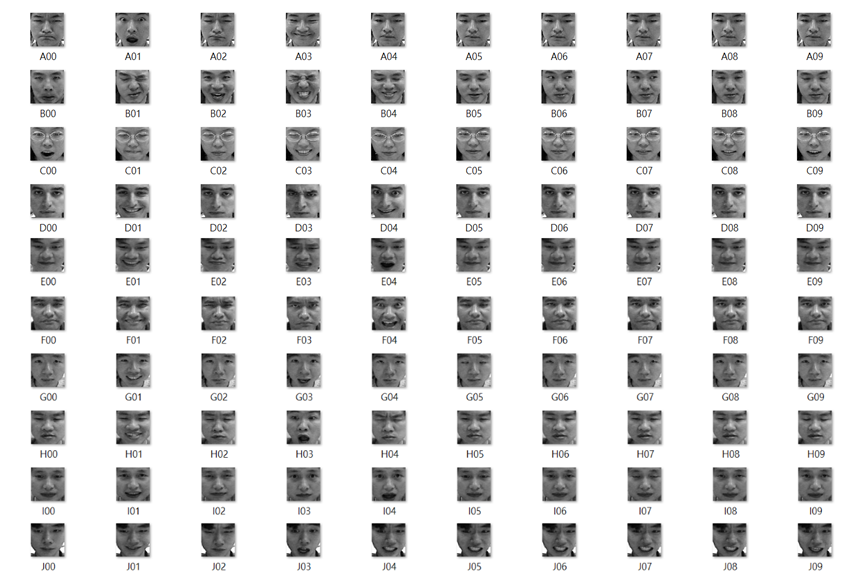 A00 A01 A02 A03 A04 A05 A06 A07 A08 A09
B00 B01 B02 B03 B04 B05 B06 B07 B08 B09
C00 C01 C02 C03 C04 C05 C06 C07 C08 C09
D00 D01 D02 D03 D04 D05 D06 D07 D08 D09
E00 E01 E02 E03 E04 E05 E06 E07 E08 E09
F00 F01 F02 F03 F04 F05 F06 F07 F08 F09
G00 G01 G02 G03 G04 G05 G06 G07 G08 G09
H00 H01 H02 H03 H04 H05 H06 H07 H08 H09
I00 I01 I02 I03 I04 I05 I06 I07 I08 I09
J00 J01 J02 J03 J04 J05 J06 J07 J08 J09